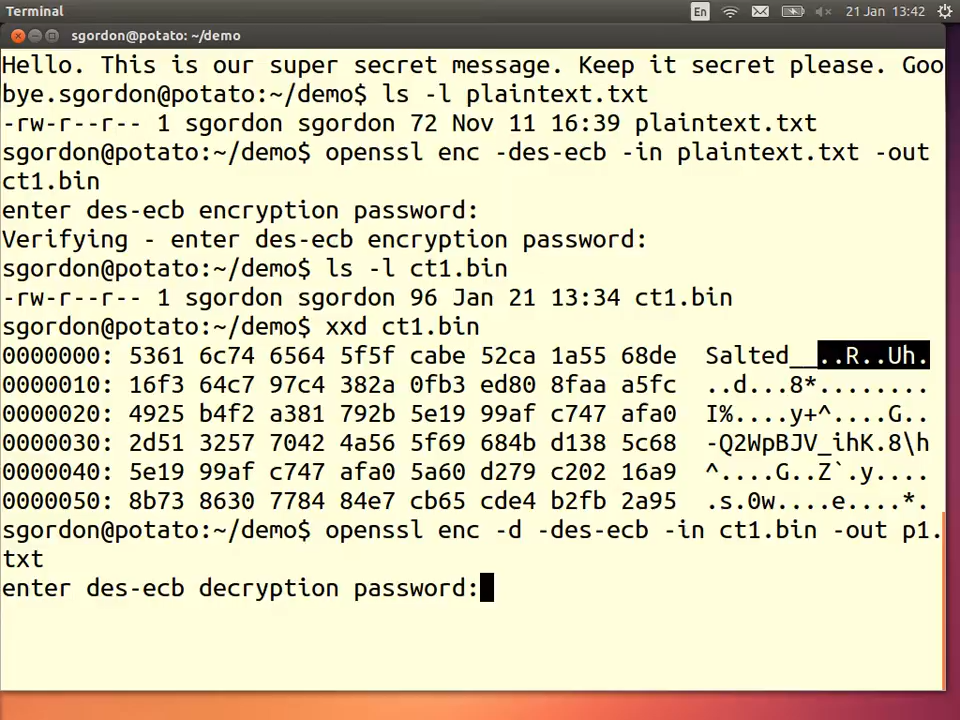 Terminal
En
21 Jan 13:42
sgordon@potato: ~/demo
Hello. This is our super secret message. Keep it secret please. Goo
bye.sgordon@potato:~/demo$ ls -l plaintext.txt
-rw-r--r-- 1 sgordon sgordon 72 Nov 11 16:39 plaintext.txt
sgordon@potato:~/demo$ openssl enc -des-ecb -in plaintext.txt -out
ct1.bin
enter des-ecb encryption password:
Verifying - enter des-ecb encryption password:
sgordon@potato:~/demo$ ls -l ct1.bin
-rw-r--r-- 1 sgordon sgordon 96 Jan 21 13:34 ct1.bin
sgordon@potato:~/demo$ xxd ct1.bin
0000000: 5361 6c74 6564 5f5f cabe 52ca 1a55 68de  Salted__..R..Uh.
0000010: 16f3 64c7 97c4 382a 0fb3 ed80 8faa a5fc  ..d...8*........
0000020: 4925 b4f2 a381 792b 5e19 99af c747 afa0  I%....y+^....G..
0000030: 2d51 3257 7042 4a56 5f69 684b d138 5c68  -Q2WpBJV_ihK.8\h
0000040: 5e19 99af c747 afa0 5a60 d279 c202 16a9  ^....G..Z`.y....
0000050: 8b73 8630 7784 84e7 cb65 cde4 b2fb 2a95  .s.0w....e....*.
sgordon@potato:~/demo$ openssl enc -d -des-ecb -in ct1.bin -out p1.
txt
enter des-ecb decryption password: